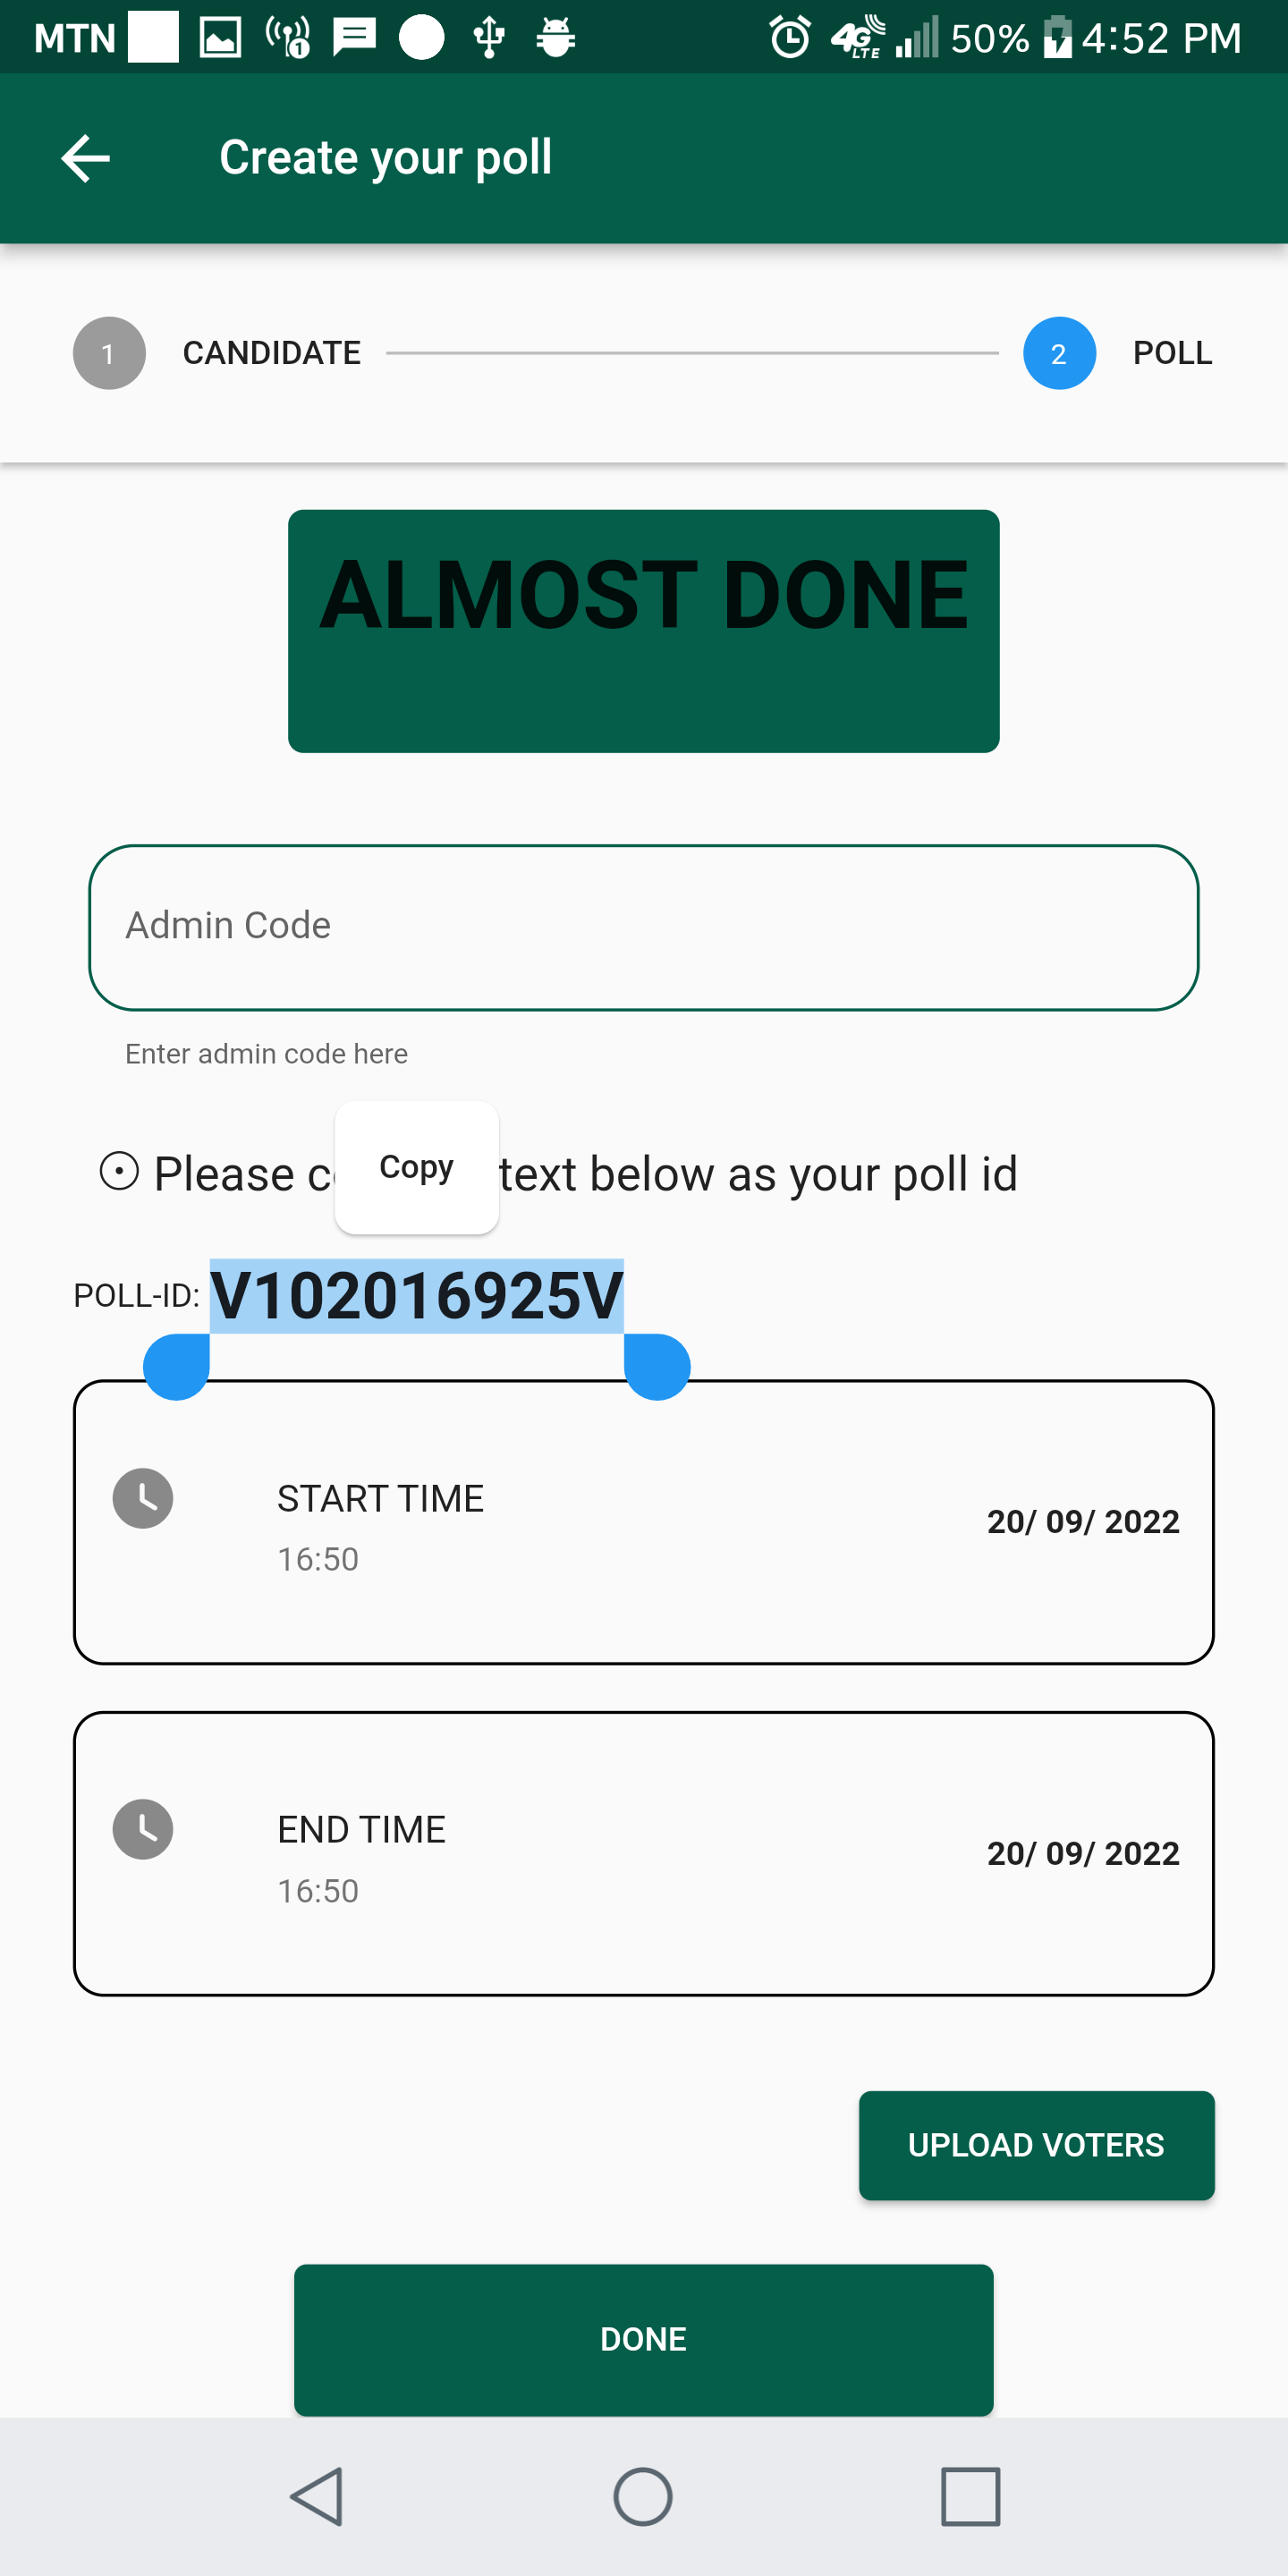 MTN 1 4G LTE 50% 4:52 PM
Create your poll
1 CANDIDATE 2 POLL
ALMOST DONE
Admin Code
Enter admin code here
Please text below as your poll id
Copy
POLL-ID: V102016925V
START TIME
20/ 09/ 2022
16:50
END TIME
20/ 09/ 2022
16:50
UPLOAD VOTERS
DONE